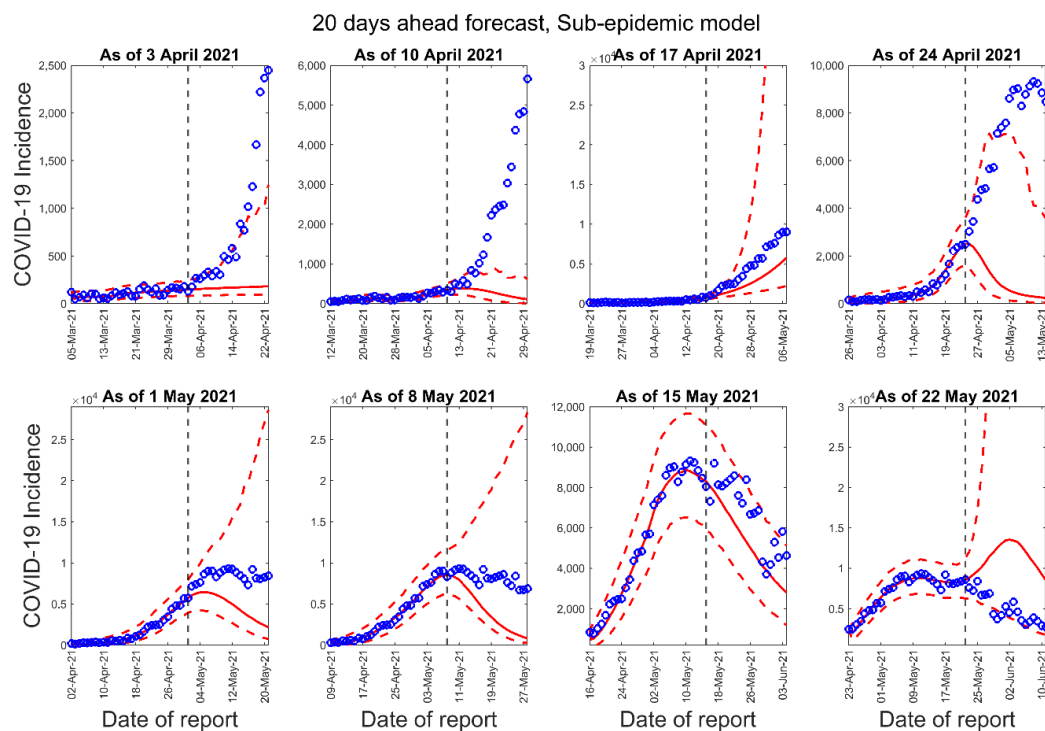 20 days ahead forecast, Sub-epidemic model
As of 3 April 2021
As of 10 April 2021
As of 17 April 2021
As of 24 April 2021
COVID-19 Incidence
2,500
2,000
1,500
1,000
500
0
05-Mar-21
13-Mar-21
21-Mar-21
29-Mar-21
06-Apr-21
14-Apr-21
22-Apr-21
6,000
5,000
4,000
3,000
2,000
1,000
0
12-Mar-21
20-Mar-21
28-Mar-21
05-Apr-21
13-Apr-21
21-Apr-21
29-Apr-21
×10⁴
3
2.5
2
1.5
1
0.5
0
19-Mar-21
27-Mar-21
04-Apr-21
12-Apr-21
20-Apr-21
28-Apr-21
06-May-21
10,000
8,000
6,000
4,000
2,000
0
26-Mar-21
03-Apr-21
11-Apr-21
19-Apr-21
27-Apr-21
05-May-21
13-May-21
As of 1 May 2021
As of 8 May 2021
As of 15 May 2021
As of 22 May 2021
COVID-19 Incidence
×10⁴
2.5
2
1.5
1
0.5
0
02-Apr-21
10-Apr-21
18-Apr-21
26-Apr-21
04-May-21
12-May-21
20-May-21
×10⁴
2.5
2
1.5
1
0.5
0
09-Apr-21
17-Apr-21
25-Apr-21
03-May-21
11-May-21
19-May-21
27-May-21
12,000
10,000
8,000
6,000
4,000
2,000
16-Apr-21
24-Apr-21
02-May-21
10-May-21
18-May-21
26-May-21
03-Jun-21
×10⁴
3
2.5
2
1.5
1
0.5
23-Apr-21
01-May-21
09-May-21
17-May-21
25-May-21
02-Jun-21
10-Jun-21
Date of report
Date of report
Date of report
Date of report